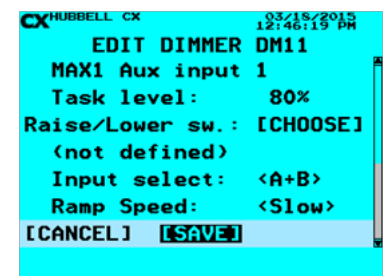 CX HUBBELL CX 03/18/2015
12:46:19 PM
EDIT DIMMER DM11
MAX1 Aux input 1
Task level: 80%
Raise/Lower sw.: [CHOOSE]
(not defined)
Input select: <A+B>
Ramp Speed: <Slow>
[CANCEL] [SAVE]